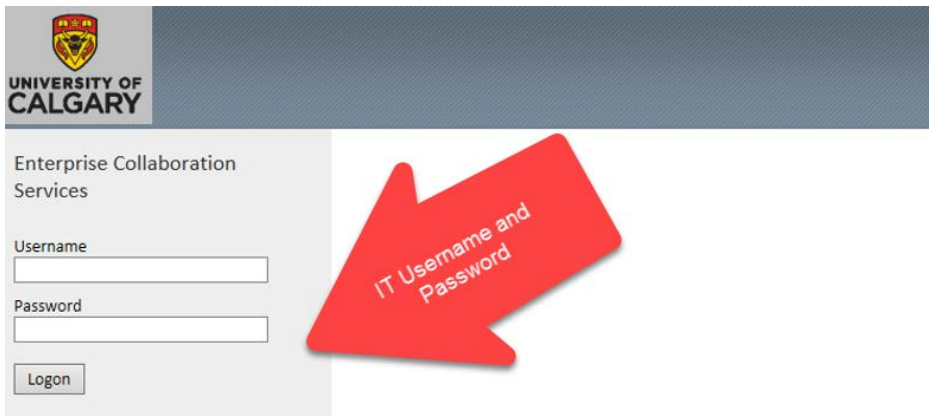 UNIVERSITY OF
CALGARY
Enterprise Collaboration
Services
Username
Password
Logon
IT Username and
Password